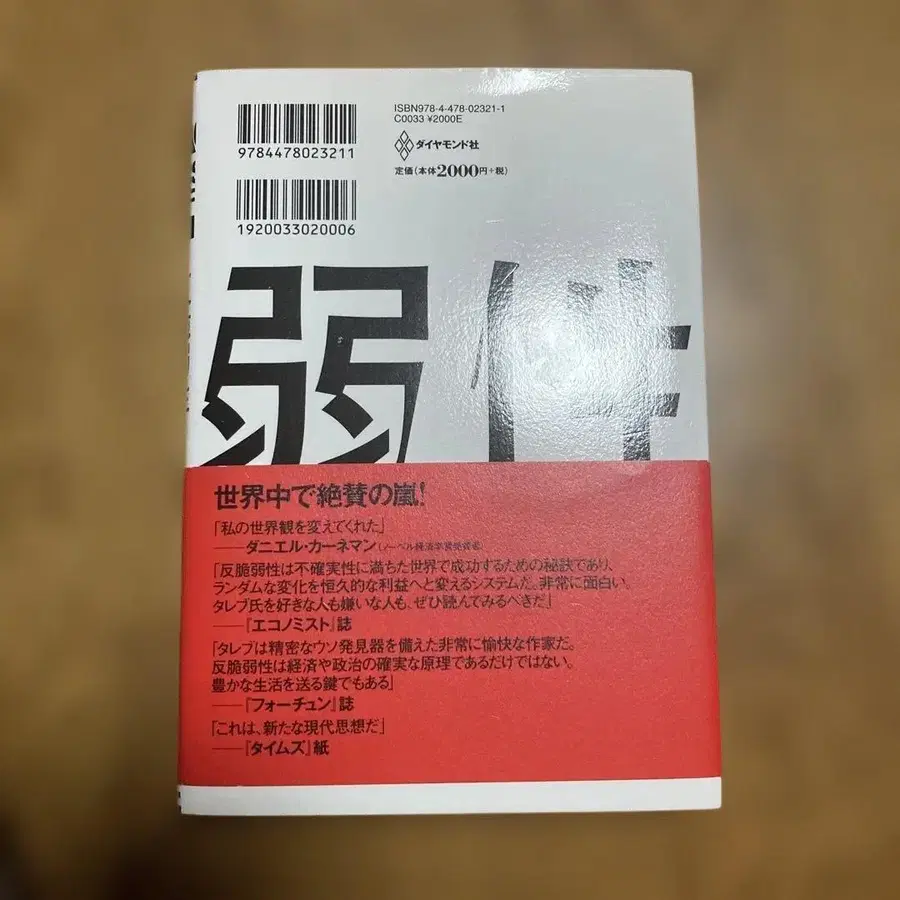 ISBN978-4-478-02321-1
C0033 ¥2000E
ダイヤモンド社
定価(本体2000円+税)
9784478023211
1920033020006
弱性
世界中で絶賛の嵐!
「私の世界観を変えてくれた」
――ダニエル・カーネマン(ノーベル経済学賞受賞者)
「反脆弱性は不確実性に満ちた世界で成功するための秘訣であり、
ランダムな変化を恒久的な利益へと変えるシステムだ。非常に面白い。
タレブ氏を好きな人も嫌いな人も、ぜひ読んでみるべきだ」
――『エコノミスト』誌
「タレブは精密なウソ発見器を備えた非常に愉快な作家だ。
反脆弱性は経済や政治の確実な原理であるだけではない。
豊かな生活を送る鍵でもある」
――『フォーチュン』誌
「これは、新たな現代思想だ」
――『タイムズ』紙